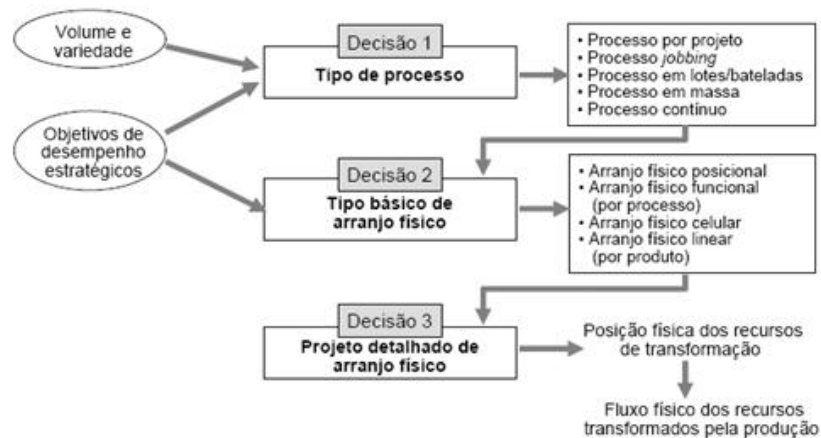 Volume e
variedade
Objetivos de
desempenho
estratégicos
Decisão 1
Tipo de processo
• Processo por projeto
• Processo jobbing
• Processo em lotes/bateladas
• Processo em massa
• Processo contínuo
Decisão 2
Tipo básico de
arranjo físico
• Arranjo físico posicional
• Arranjo físico funcional
(por processo)
• Arranjo físico celular
• Arranjo físico linear
(por produto)
Decisão 3
Projeto detalhado de
arranjo físico
Posição física dos recursos
de transformação
Fluxo físico dos recursos
transformados pela produção